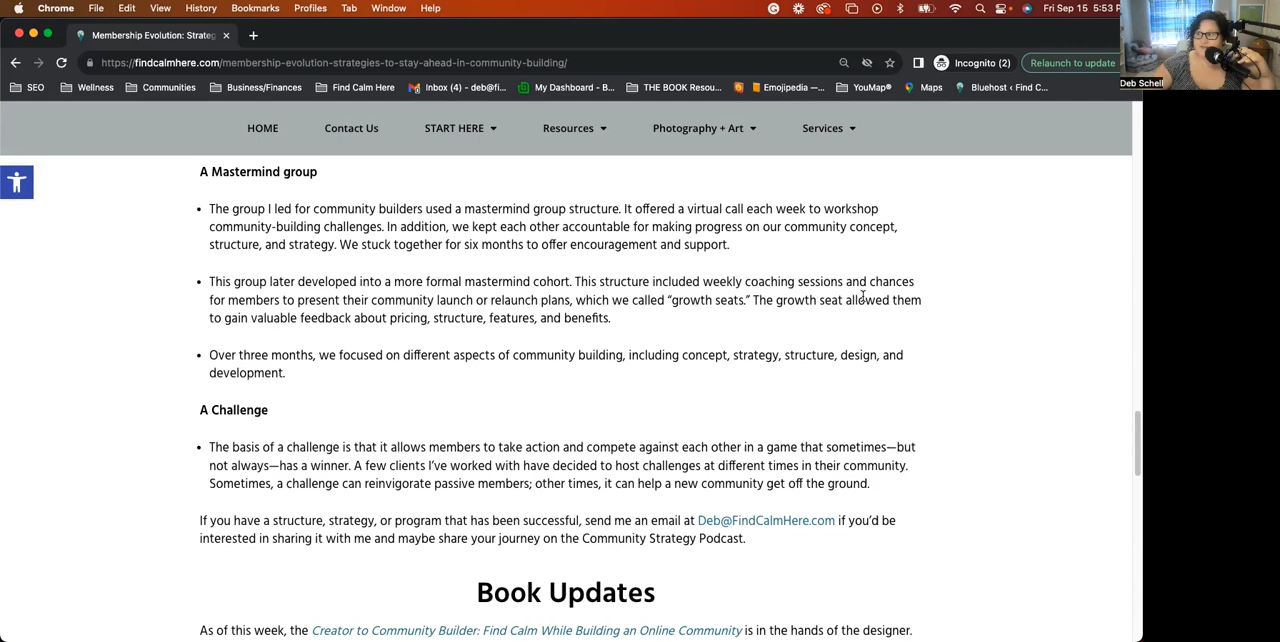 Chrome File Edit View History Bookmarks Profiles Tab Window Help Fri Sep 15 5:53 P
Membership Evolution: Strateg
https://findcalmhere.com/membership-evolution-strategies-to-stay-ahead-in-community-building/ Incognito (2) Relaunch to update
Deb Schell
SEO Wellness Communities Business/Finances Find Calm Here Inbox (4) – deb@fi... My Dashboard - B... THE BOOK Resou... Emojipedia —... YouMap® Maps Bluehost ‹ Find C...
HOME Contact Us START HERE Resources Photography + Art Services
A Mastermind group
• The group I led for community builders used a mastermind group structure. It offered a virtual call each week to workshop
community-building challenges. In addition, we kept each other accountable for making progress on our community concept,
structure, and strategy. We stuck together for six months to offer encouragement and support.
• This group later developed into a more formal mastermind cohort. This structure included weekly coaching sessions and chances
for members to present their community launch or relaunch plans, which we called “growth seats.” The growth seat allowed them
to gain valuable feedback about pricing, structure, features, and benefits.
• Over three months, we focused on different aspects of community building, including concept, strategy, structure, design, and
development.
A Challenge
• The basis of a challenge is that it allows members to take action and compete against each other in a game that sometimes—but
not always—has a winner. A few clients I’ve worked with have decided to host challenges at different times in their community.
Sometimes, a challenge can reinvigorate passive members; other times, it can help a new community get off the ground.
If you have a structure, strategy, or program that has been successful, send me an email at Deb@FindCalmHere.com if you’d be
interested in sharing it with me and maybe share your journey on the Community Strategy Podcast.
Book Updates
As of this week, the Creator to Community Builder: Find Calm While Building an Online Community is in the hands of the designer.